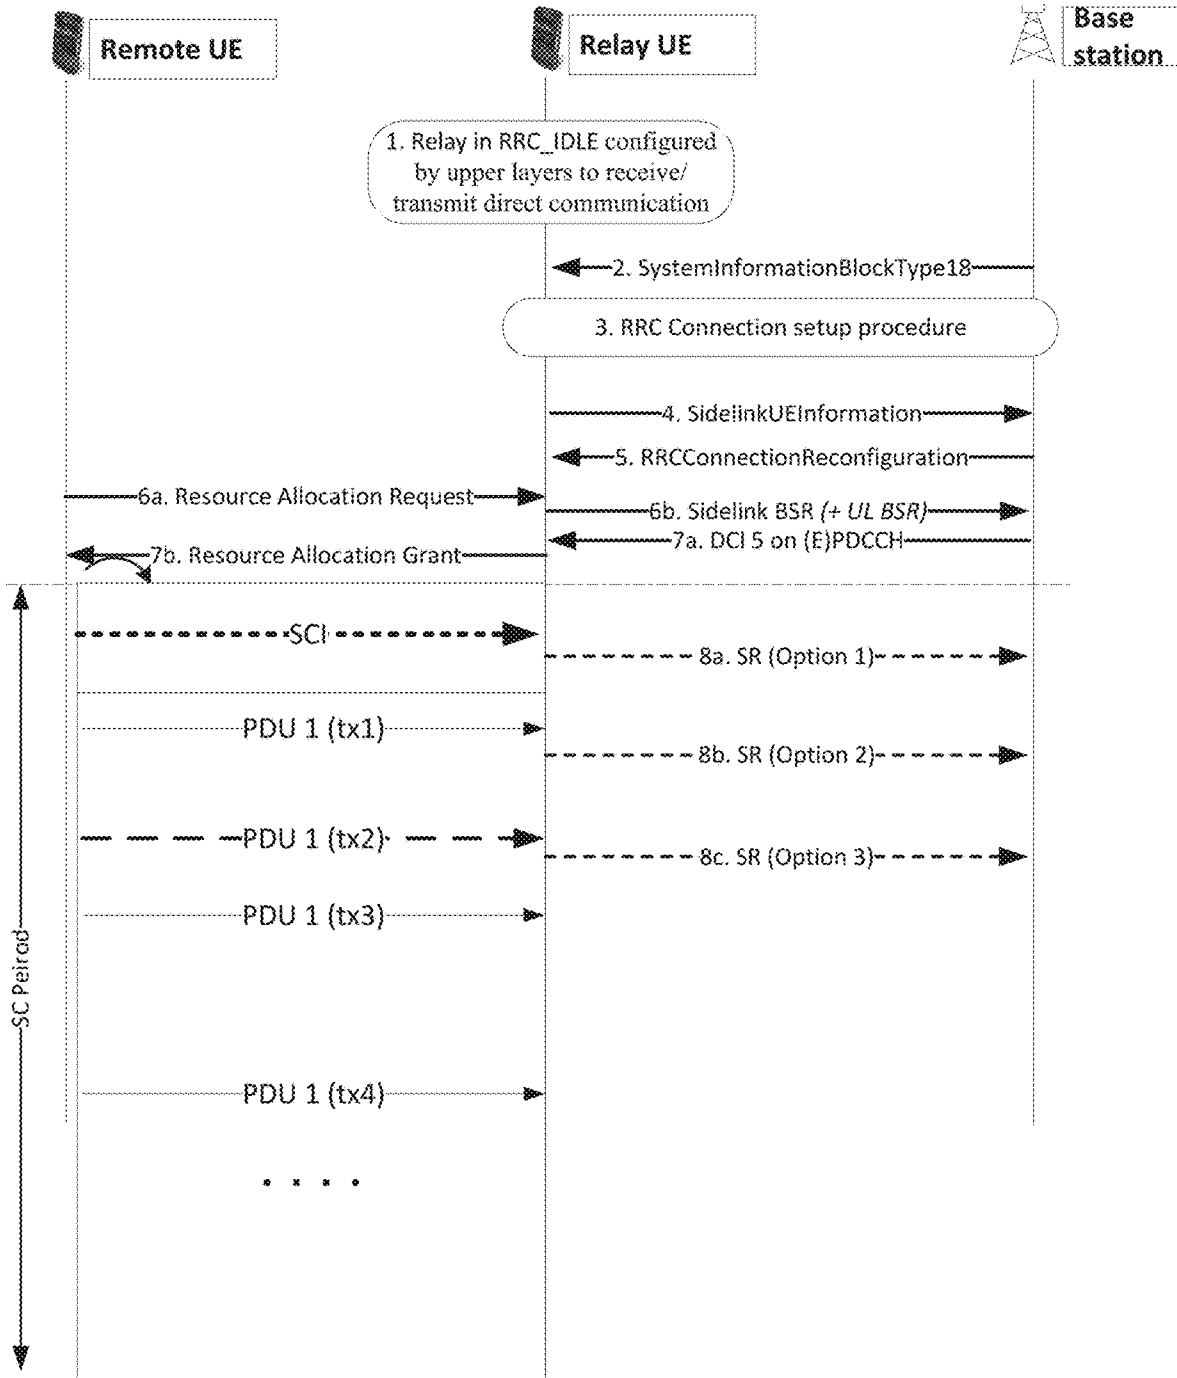 Remote UE
Relay UE
Base
station
1. Relay in RRC_IDLE configured
by upper layers to receive/
transmit direct communication
2. SystemInformationBlockType18
3. RRC Connection setup procedure
4. SidelinkUEInformation
5. RRCConnectionReconfiguration
6a. Resource Allocation Request
6b. Sidelink BSR (+ UL BSR)
7a. DCI 5 on (E)PDCCH
7b. Resource Allocation Grant
SCI
8a. SR (Option 1)
PDU 1 (tx1)
8b. SR (Option 2)
PDU 1 (tx2)
8c. SR (Option 3)
PDU 1 (tx3)
SC Peirod
PDU 1 (tx4)
. . . .